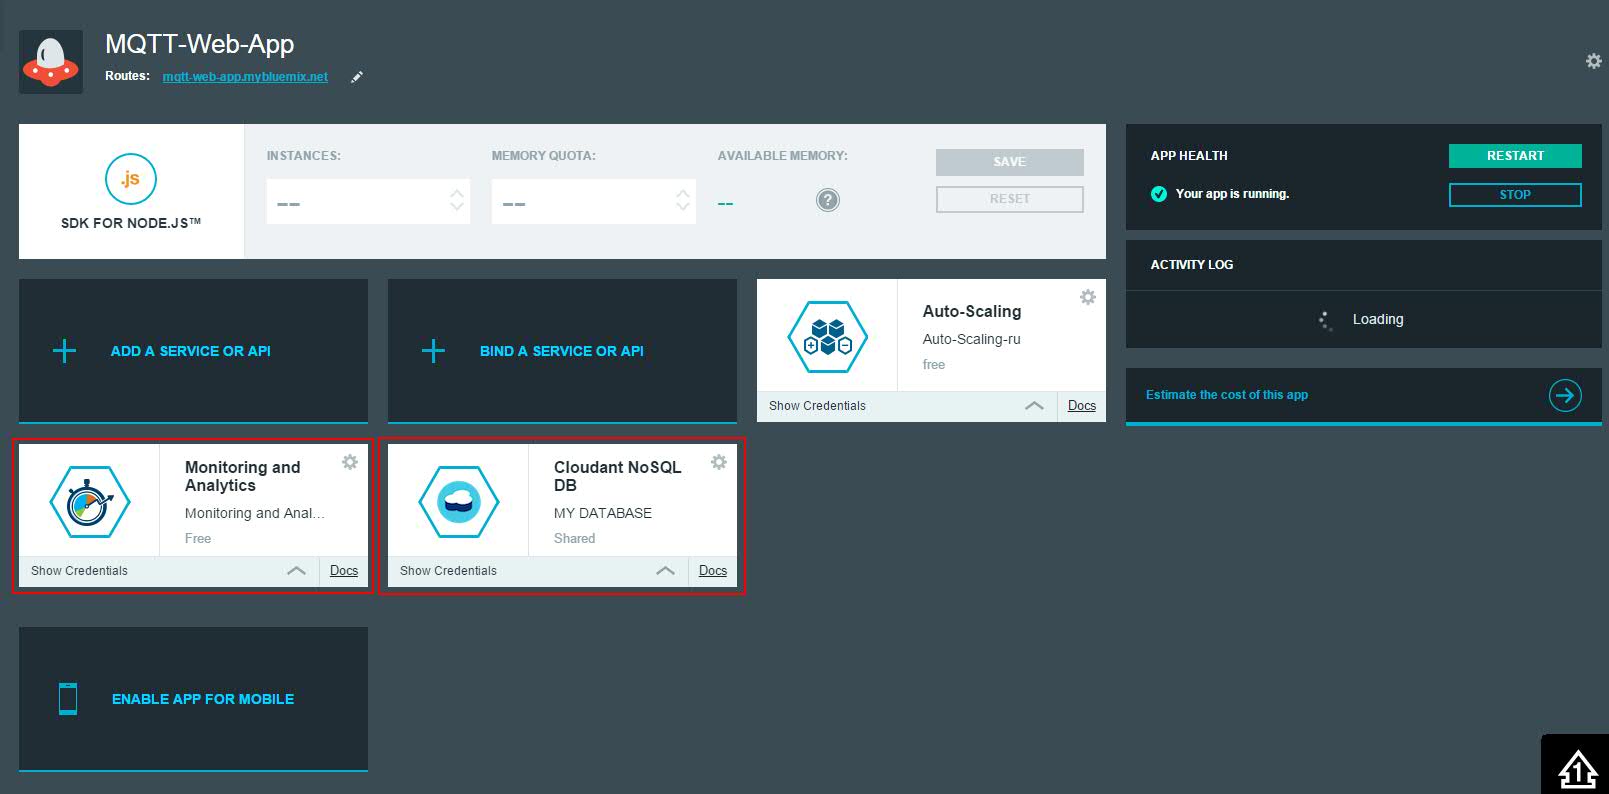 MQTT-Web-App
Routes: mqtt-web-app.mybluemix.net
.js
SDK FOR NODE.JS™
INSTANCES:
--
MEMORY QUOTA:
--
AVAILABLE MEMORY:
--
?
SAVE
RESET
APP HEALTH
RESTART
Your app is running.
STOP
ACTIVITY LOG
Loading
Estimate the cost of this app
ADD A SERVICE OR API
BIND A SERVICE OR API
Auto-Scaling
Auto-Scaling-ru
free
Show Credentials
Docs
Monitoring and
Analytics
Monitoring and Anal...
Free
Show Credentials
Docs
Cloudant NoSQL
DB
MY DATABASE
Shared
Show Credentials
Docs
ENABLE APP FOR MOBILE
1